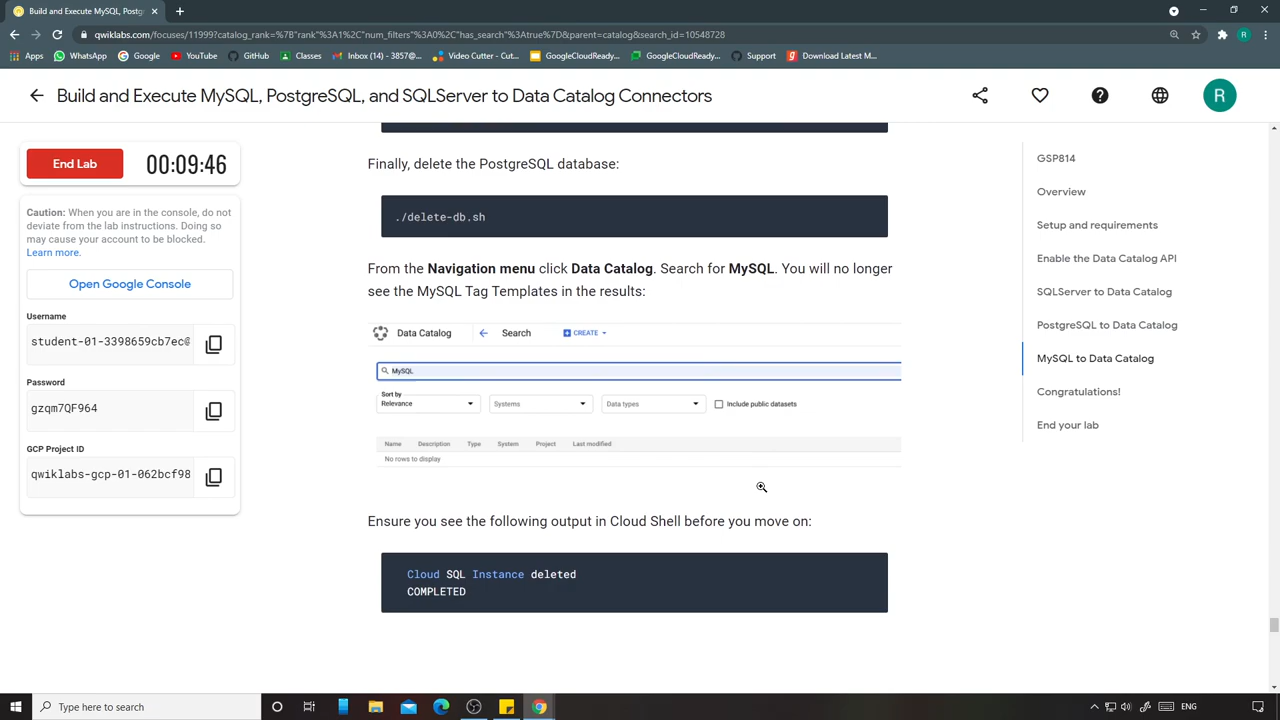 Build and Execute MySQL, Postgr
qwiklabs.com/focuses/11999?catalog_rank=%7B"rank"%3A1%2C"num_filters"%3A0%2C"has_search"%3Atrue%7D&parent=catalog&search_id=10548728
Apps
WhatsApp
Google
YouTube
GitHub
Classes
Inbox (14) - 3857@...
Video Cutter - Cut...
GoogleCloudReady...
GoogleCloudReady...
Support
Download Latest M...
Build and Execute MySQL, PostgreSQL, and SQLServer to Data Catalog Connectors
R
End Lab
00:09:46
Caution: When you are in the console, do not
deviate from the lab instructions. Doing so
may cause your account to be blocked.
Learn more.
Open Google Console
Username
student-01-3398659cb7ec@
Password
gzqm7QF964
GCP Project ID
qwiklabs-gcp-01-062bcf98
Finally, delete the PostgreSQL database:
./delete-db.sh
From the Navigation menu click Data Catalog. Search for MySQL. You will no longer
see the MySQL Tag Templates in the results:
Data Catalog
Search
CREATE
MySQL
Sort by
Relevance
Systems
Data types
Include public datasets
Name Description Type System Project Last modified
No rows to display
Ensure you see the following output in Cloud Shell before you move on:
Cloud SQL Instance deleted
COMPLETED
GSP814
Overview
Setup and requirements
Enable the Data Catalog API
SQLServer to Data Catalog
PostgreSQL to Data Catalog
MySQL to Data Catalog
Congratulations!
End your lab
Type here to search
ENG